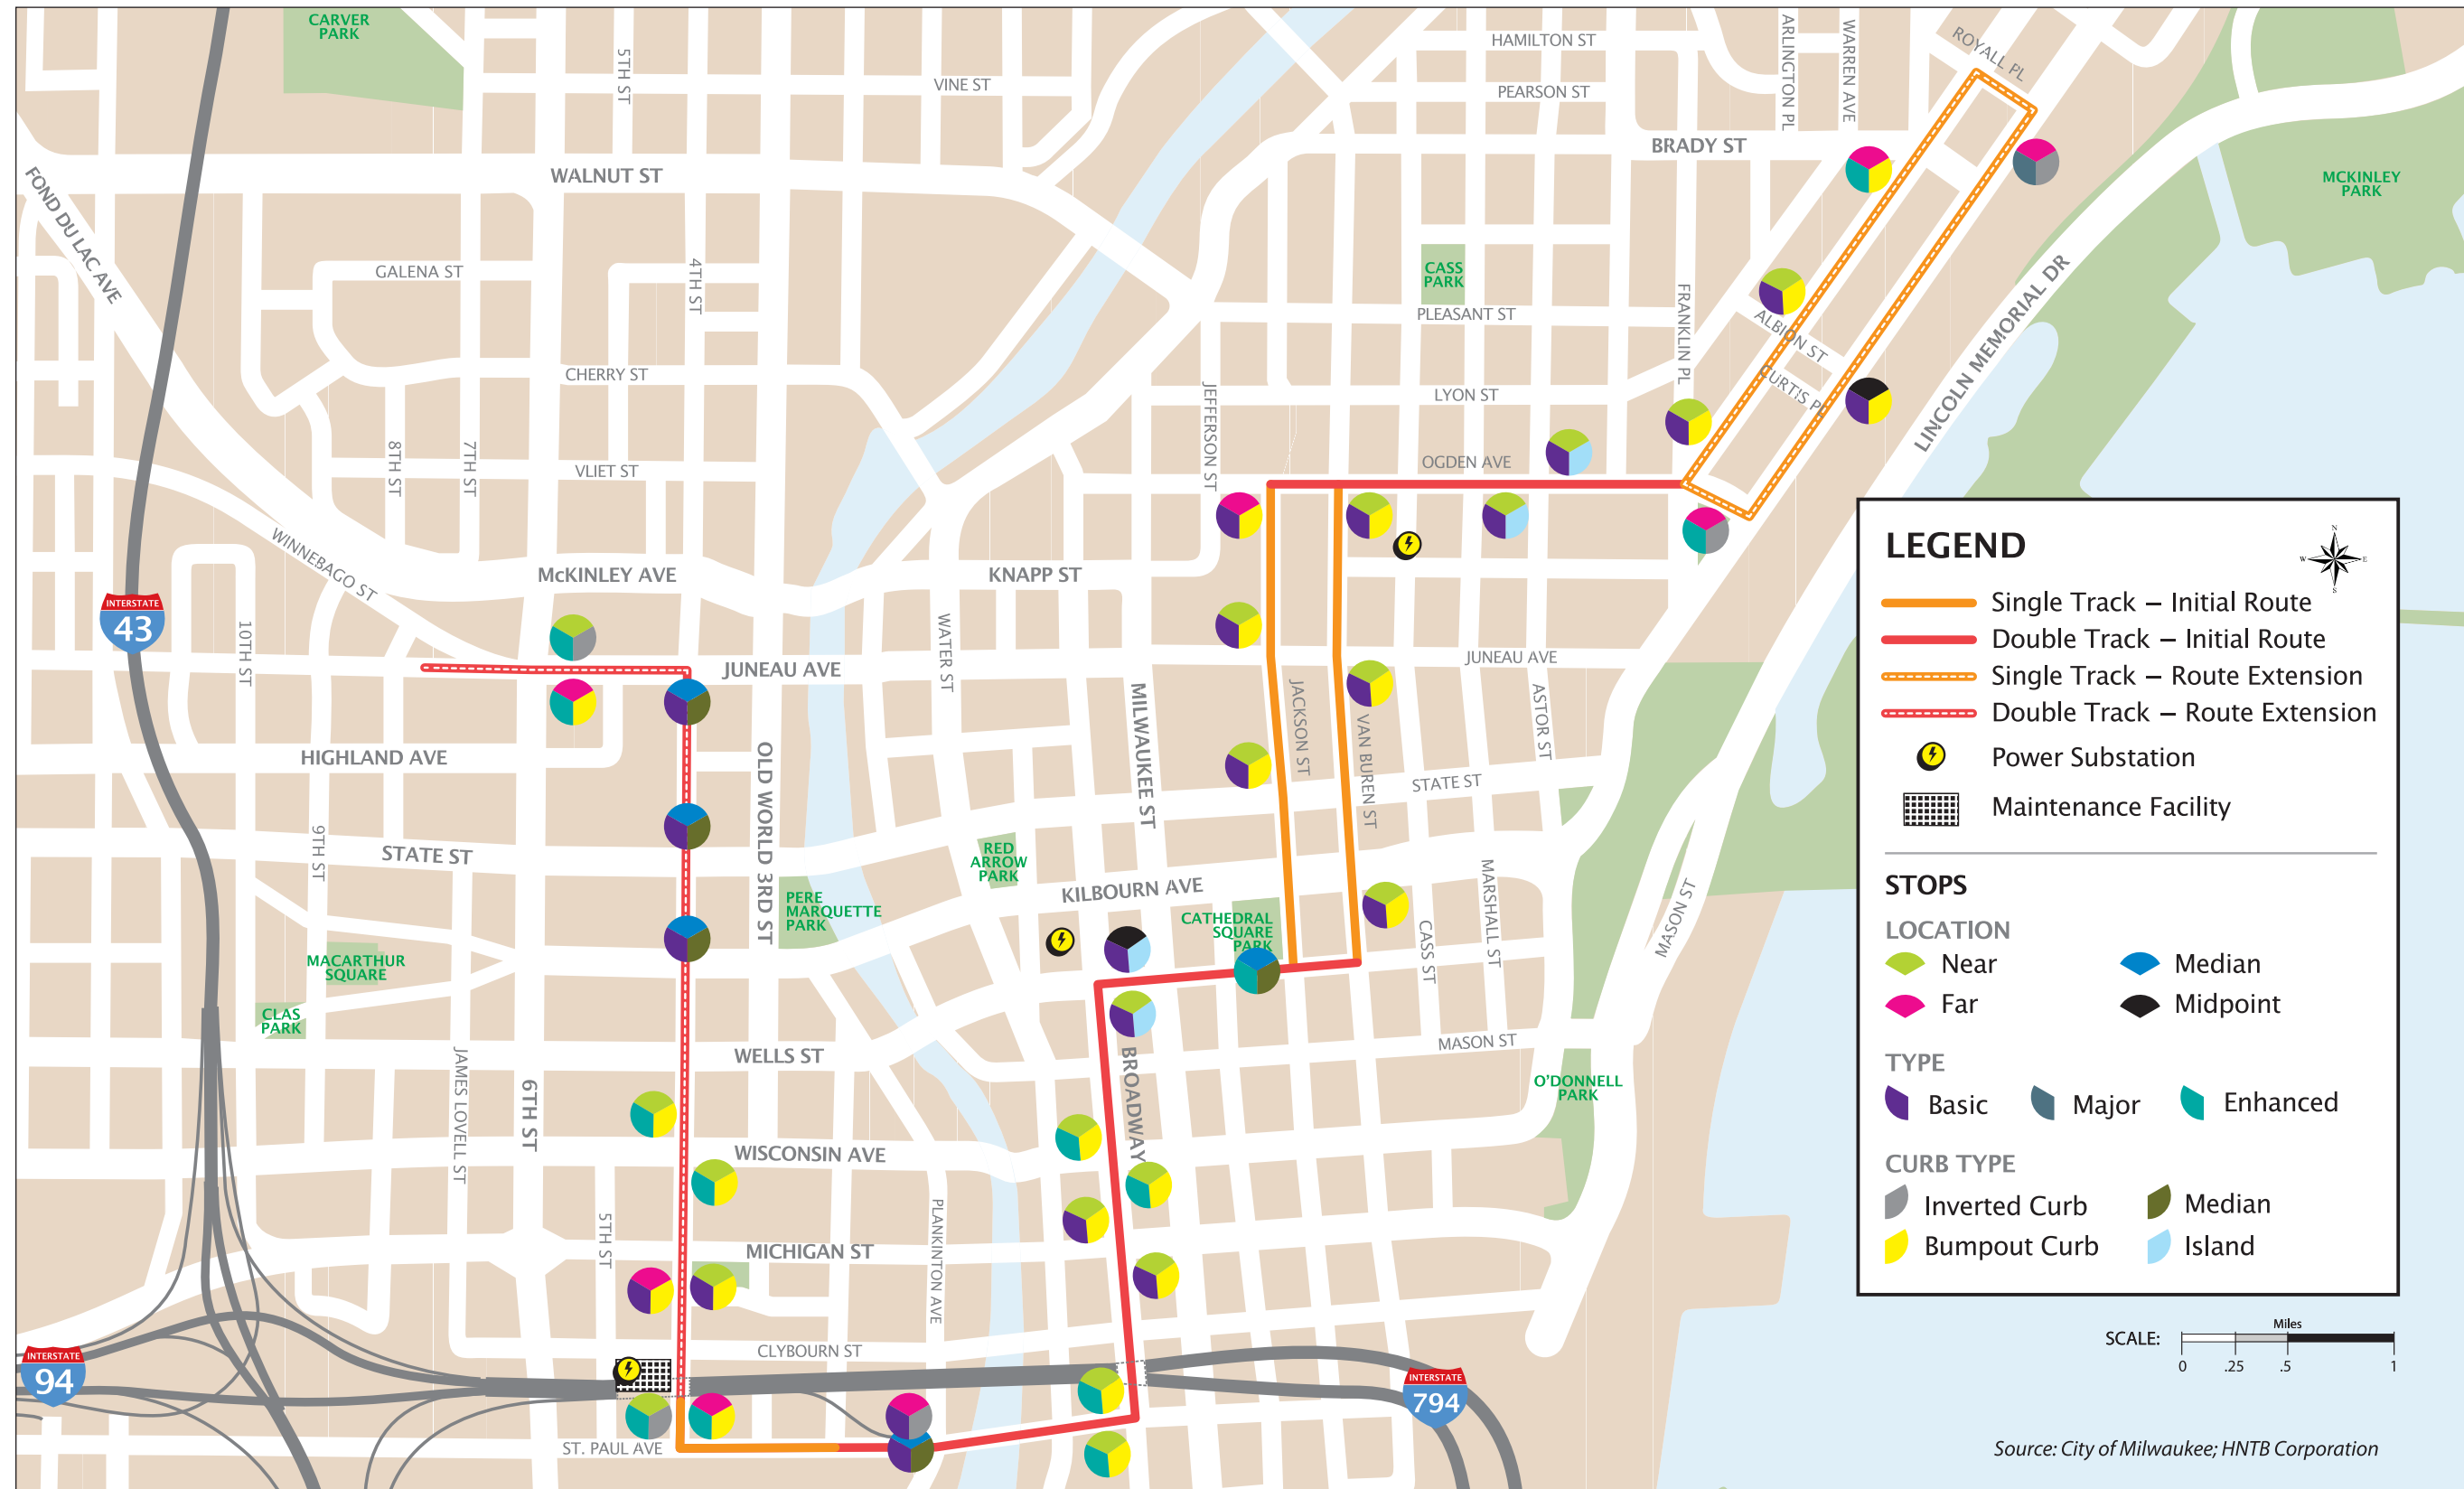 CARVER
PARK
5TH ST
VINE ST
HAMILTON ST
PEARSON ST
ARLINGTON PL
WARREN AVE
ROYALL PL
BRADY ST
WALNUT ST
MCKINLEY
PARK
FOND DU LAC AVE
GALENA ST
4TH ST
CASS
PARK
PLEASANT ST
FRANKLIN PL
ALBION ST
CURTIS PL
LINCOLN MEMORIAL DR
CHERRY ST
JEFFERSON ST
LYON ST
8TH ST
7TH ST
VLIET ST
OGDEN AVE
WINNEBAGO ST
McKINLEY AVE
KNAPP ST
INTERSTATE
43
10TH ST
WATER ST
JUNEAU AVE
JUNEAU AVE
MILWAUKEE ST
JACKSON ST
VAN BUREN ST
ASTOR ST
HIGHLAND AVE
OLD WORLD 3RD ST
STATE ST
9TH ST
STATE ST
RED
ARROW
PARK
KILBOURN AVE
MARSHALL ST
MASON ST
PERE
MARQUETTE
PARK
CATHEDRAL
SQUARE
PARK
CASS ST
MACARTHUR
SQUARE
CLAS
PARK
JAMES LOVELL ST
6TH ST
WELLS ST
BROADWAY
MASON ST
O'DONNELL
PARK
WISCONSIN AVE
5TH ST
PLANKINTON AVE
MICHIGAN ST
CLYBOURN ST
INTERSTATE
94
INTERSTATE
794
ST. PAUL AVE
LEGEND
N
W
E
S
Single Track – Initial Route
Double Track – Initial Route
Single Track – Route Extension
Double Track – Route Extension
Power Substation
Maintenance Facility
STOPS
LOCATION
Near
Median
Far
Midpoint
TYPE
Basic
Major
Enhanced
CURB TYPE
Inverted Curb
Median
Bumpout Curb
Island
Miles
SCALE:
0 .25 .5 1
Source: City of Milwaukee; HNTB Corporation